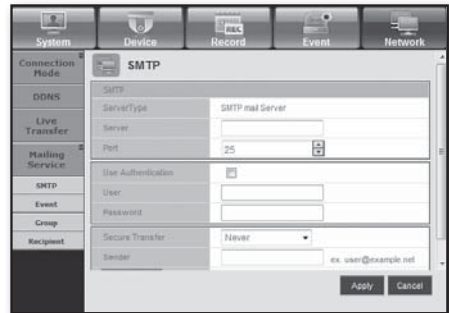 REC
System Device Record Event Network
Connection Mode
DDNS
Live Transfer
Mailing Service
SMTP
Event
Group
Recipient
SMTP
SMTP
ServerType SMTP mail Server
Server
Port 25
Use Authentication
User
Password
Secure Transfer Never
Sender ex. user@example.net
Apply Cancel